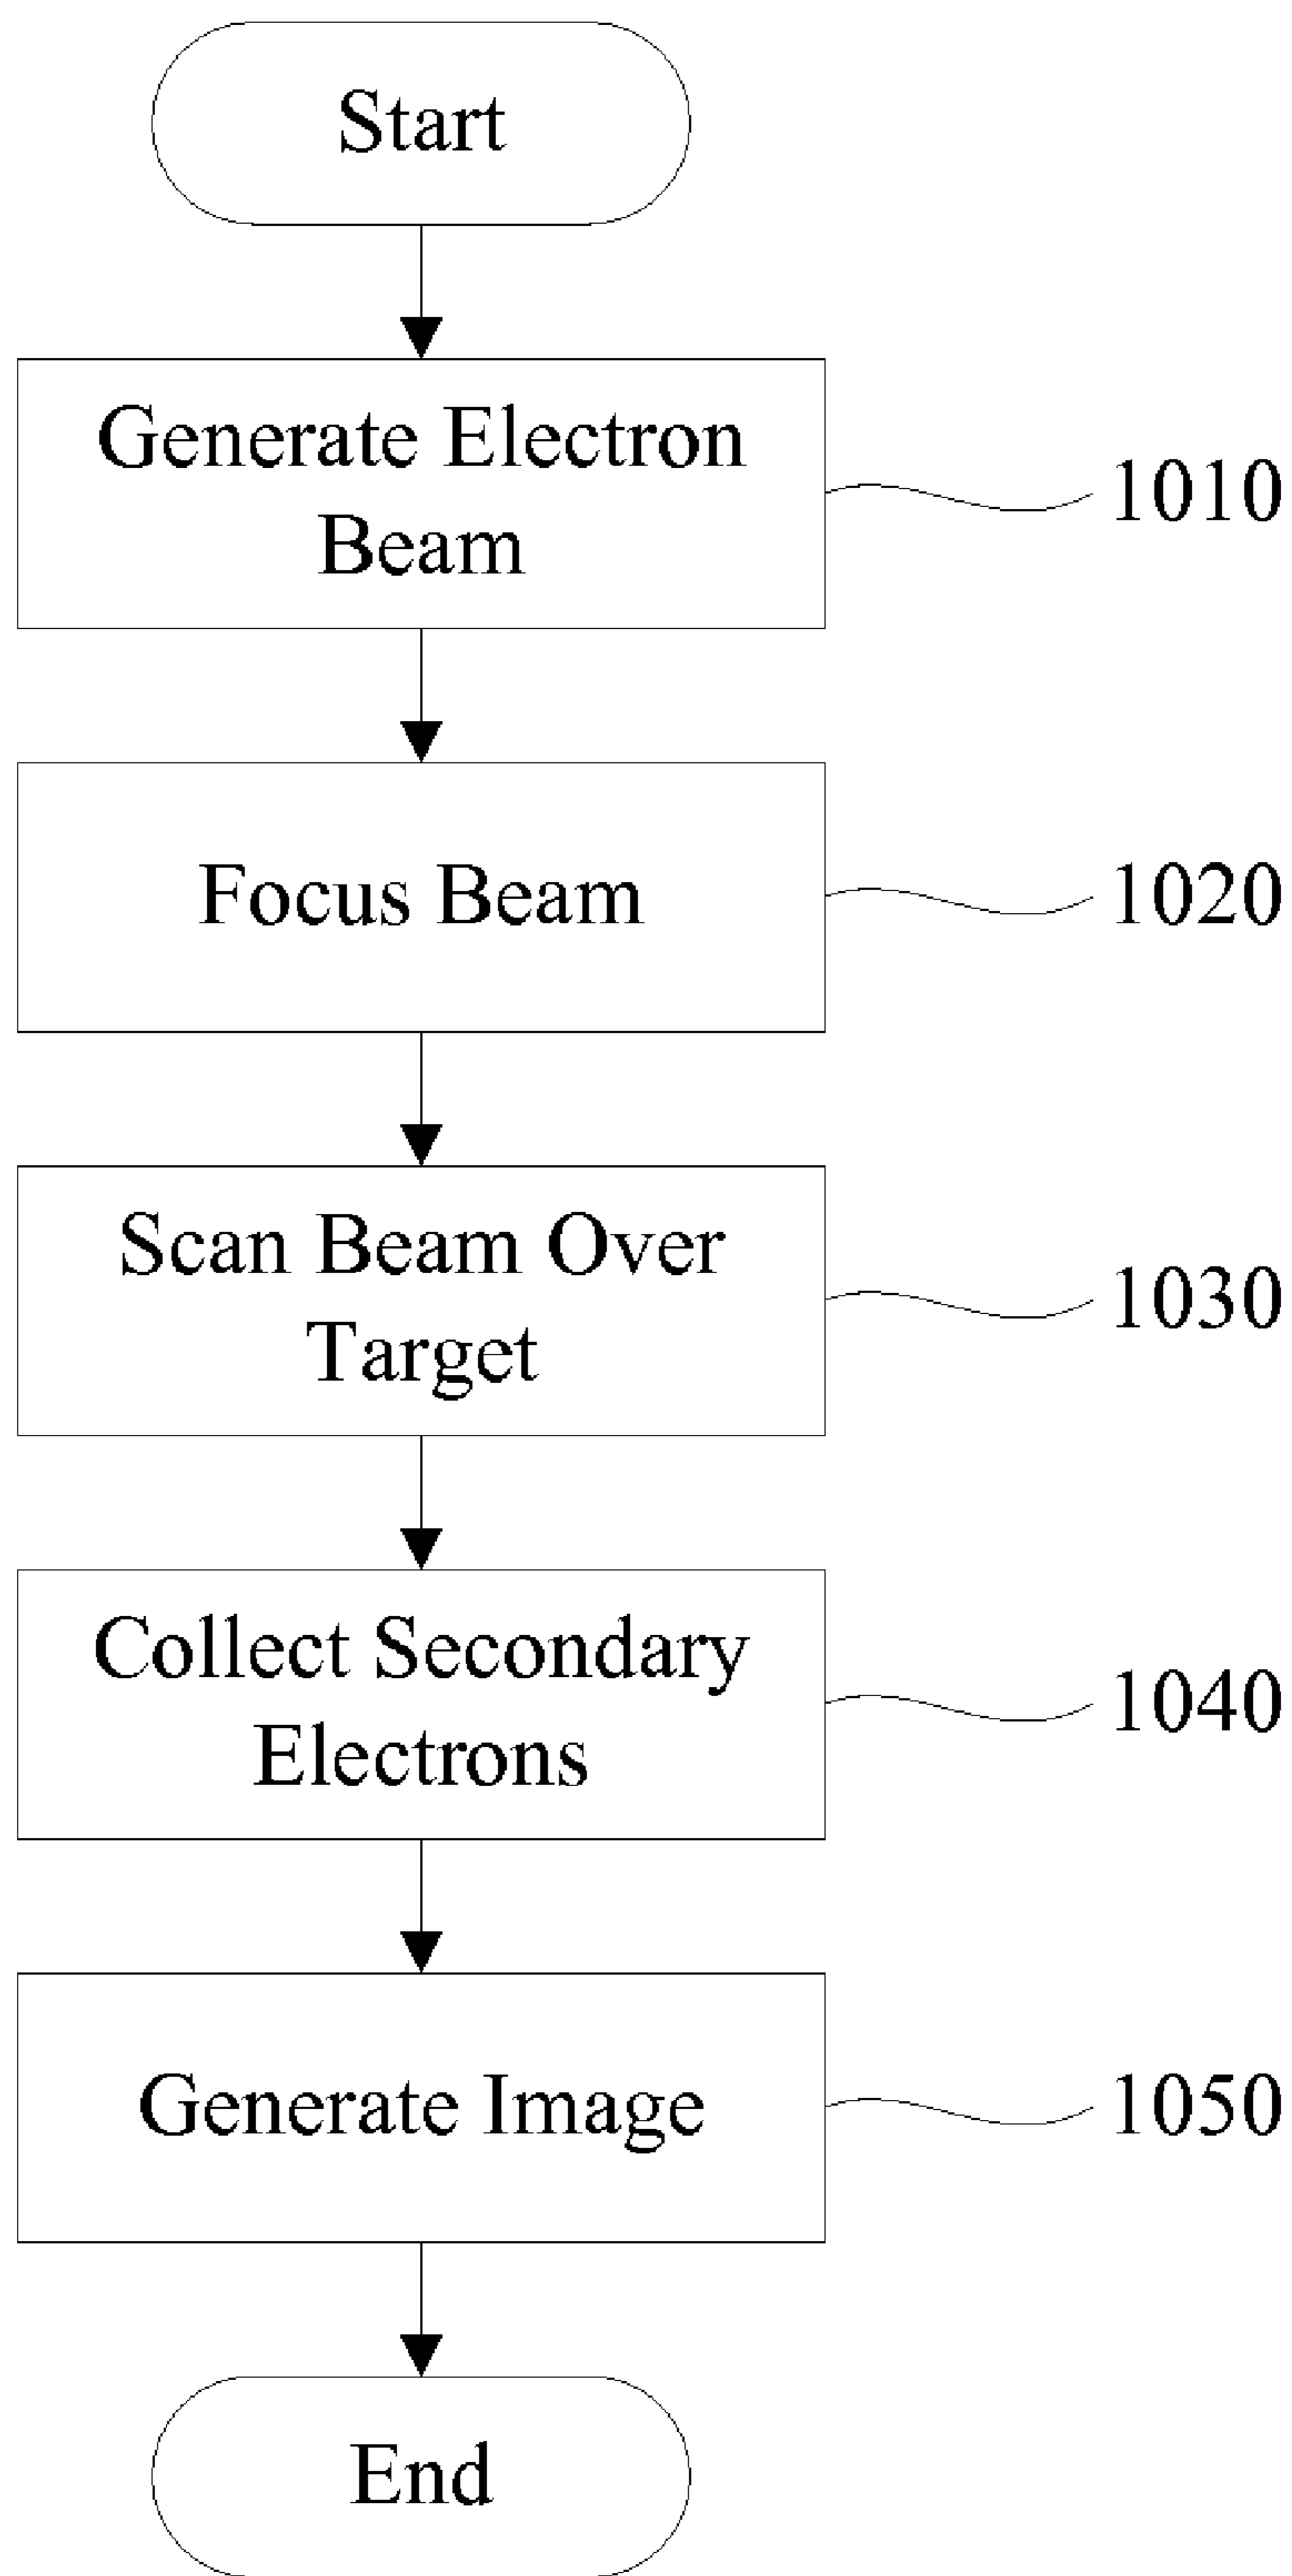 Start
Generate Electron
Beam
1010
Focus Beam
1020
Scan Beam Over
Target
1030
Collect Secondary
Electrons
1040
Generate Image
1050
End